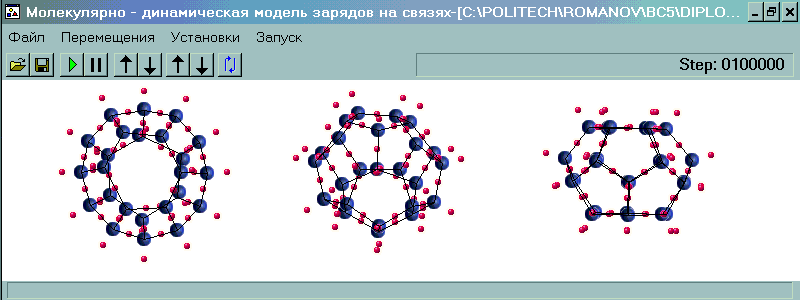 Молекулярно - динамическая модель зарядов на связях-[C:\POLITECH\ROMANOV\BC5\DIPLO...
Файл Перемещения Установки Запуск
Step: 0100000